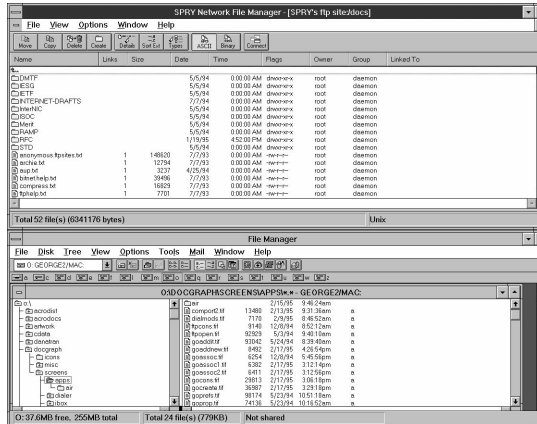 SPRY Network File Manager - [SPRY's ftp site:/docs]
File View Options Window Help
Move Copy Delete Create Details Sort Ext Types ASCII Binary Connect
Name Links Size Date Time Flags Owner Group Linked To
DMTF 5/5/94 0:00:00 AM drwxr-xr-x root daemon
IESG 5/5/94 0:00:00 AM drwxr-xr-x root daemon
IETF 5/5/94 0:00:00 AM drwxr-xr-x root daemon
INTERNET-DRAFTS 7/7/93 0:00:00 AM drwxr-xr-x root daemon
InterNIC 5/5/94 0:00:00 AM drwxr-xr-x root daemon
ISOC 5/5/94 0:00:00 AM drwxr-xr-x root daemon
Merit 5/5/94 0:00:00 AM drwxr-xr-x root daemon
RAMP 5/5/94 0:00:00 AM drwxr-xr-x root daemon
RFC 1/19/95 4:52:00 PM drwxr-xr-x root daemon
STD 5/5/94 0:00:00 AM drwxr-xr-x root daemon
anonymous.ftpsites.txt 1 148620 7/7/93 0:00:00 AM -rw-r--r-- root daemon
archie.txt 1 12794 7/7/93 0:00:00 AM -rw-r--r-- root daemon
aup.txt 1 3237 4/25/94 0:00:00 AM -rw-r--r-- root daemon
bitnet.help.txt 1 39496 7/7/93 0:00:00 AM -rw-r--r-- root daemon
compress.txt 1 16829 7/7/93 0:00:00 AM -rw-r--r-- root daemon
ftphelp.txt 1 7701 7/7/93 0:00:00 AM -rw-r--r-- root daemon
Total 52 file(s) (6341176 bytes) Unix
File Manager
File Disk Tree View Options Tools Mail Window Help
O: GEORGE2/MAC:
a c d e f l m o p q r s t u w z
O:\DOCGRAPH\SCREENS\APPS\*.* - GEORGE2/MAC:
o:\
acrodist
acrodocs
artwork
cdata
danatran
docgraph
icons
misc
screens
apps
air
dialer
ibox
air 2/15/95 9:46:24am
comport2.tif 13480 2/13/95 9:31:36am a
dialmods.tif 7170 2/9/95 8:46:52am a
ftpcons.tif 9140 12/8/94 8:52:12am a
ftpopen.tif 92929 5/3/94 9:40:10am a
goaddit.tif 93042 5/24/94 8:39:40am a
goaddnew.tif 8492 2/17/95 4:26:54pm a
goassoc.tif 6254 12/8/94 5:45:56pm a
goassoc1.tif 6382 2/17/95 3:12:14pm a
goassoc2.tif 6411 2/17/95 3:12:56pm a
gocons.tif 29813 2/17/95 3:06:18pm a
gocreate.tif 36987 2/17/95 3:29:18pm a
goprefs.tif 98174 5/23/94 10:51:18am a
goprop.tif 74136 5/23/94 10:16:52am a
O: 37.6MB free, 255MB total Total 24 file(s) (779KB) Not shared